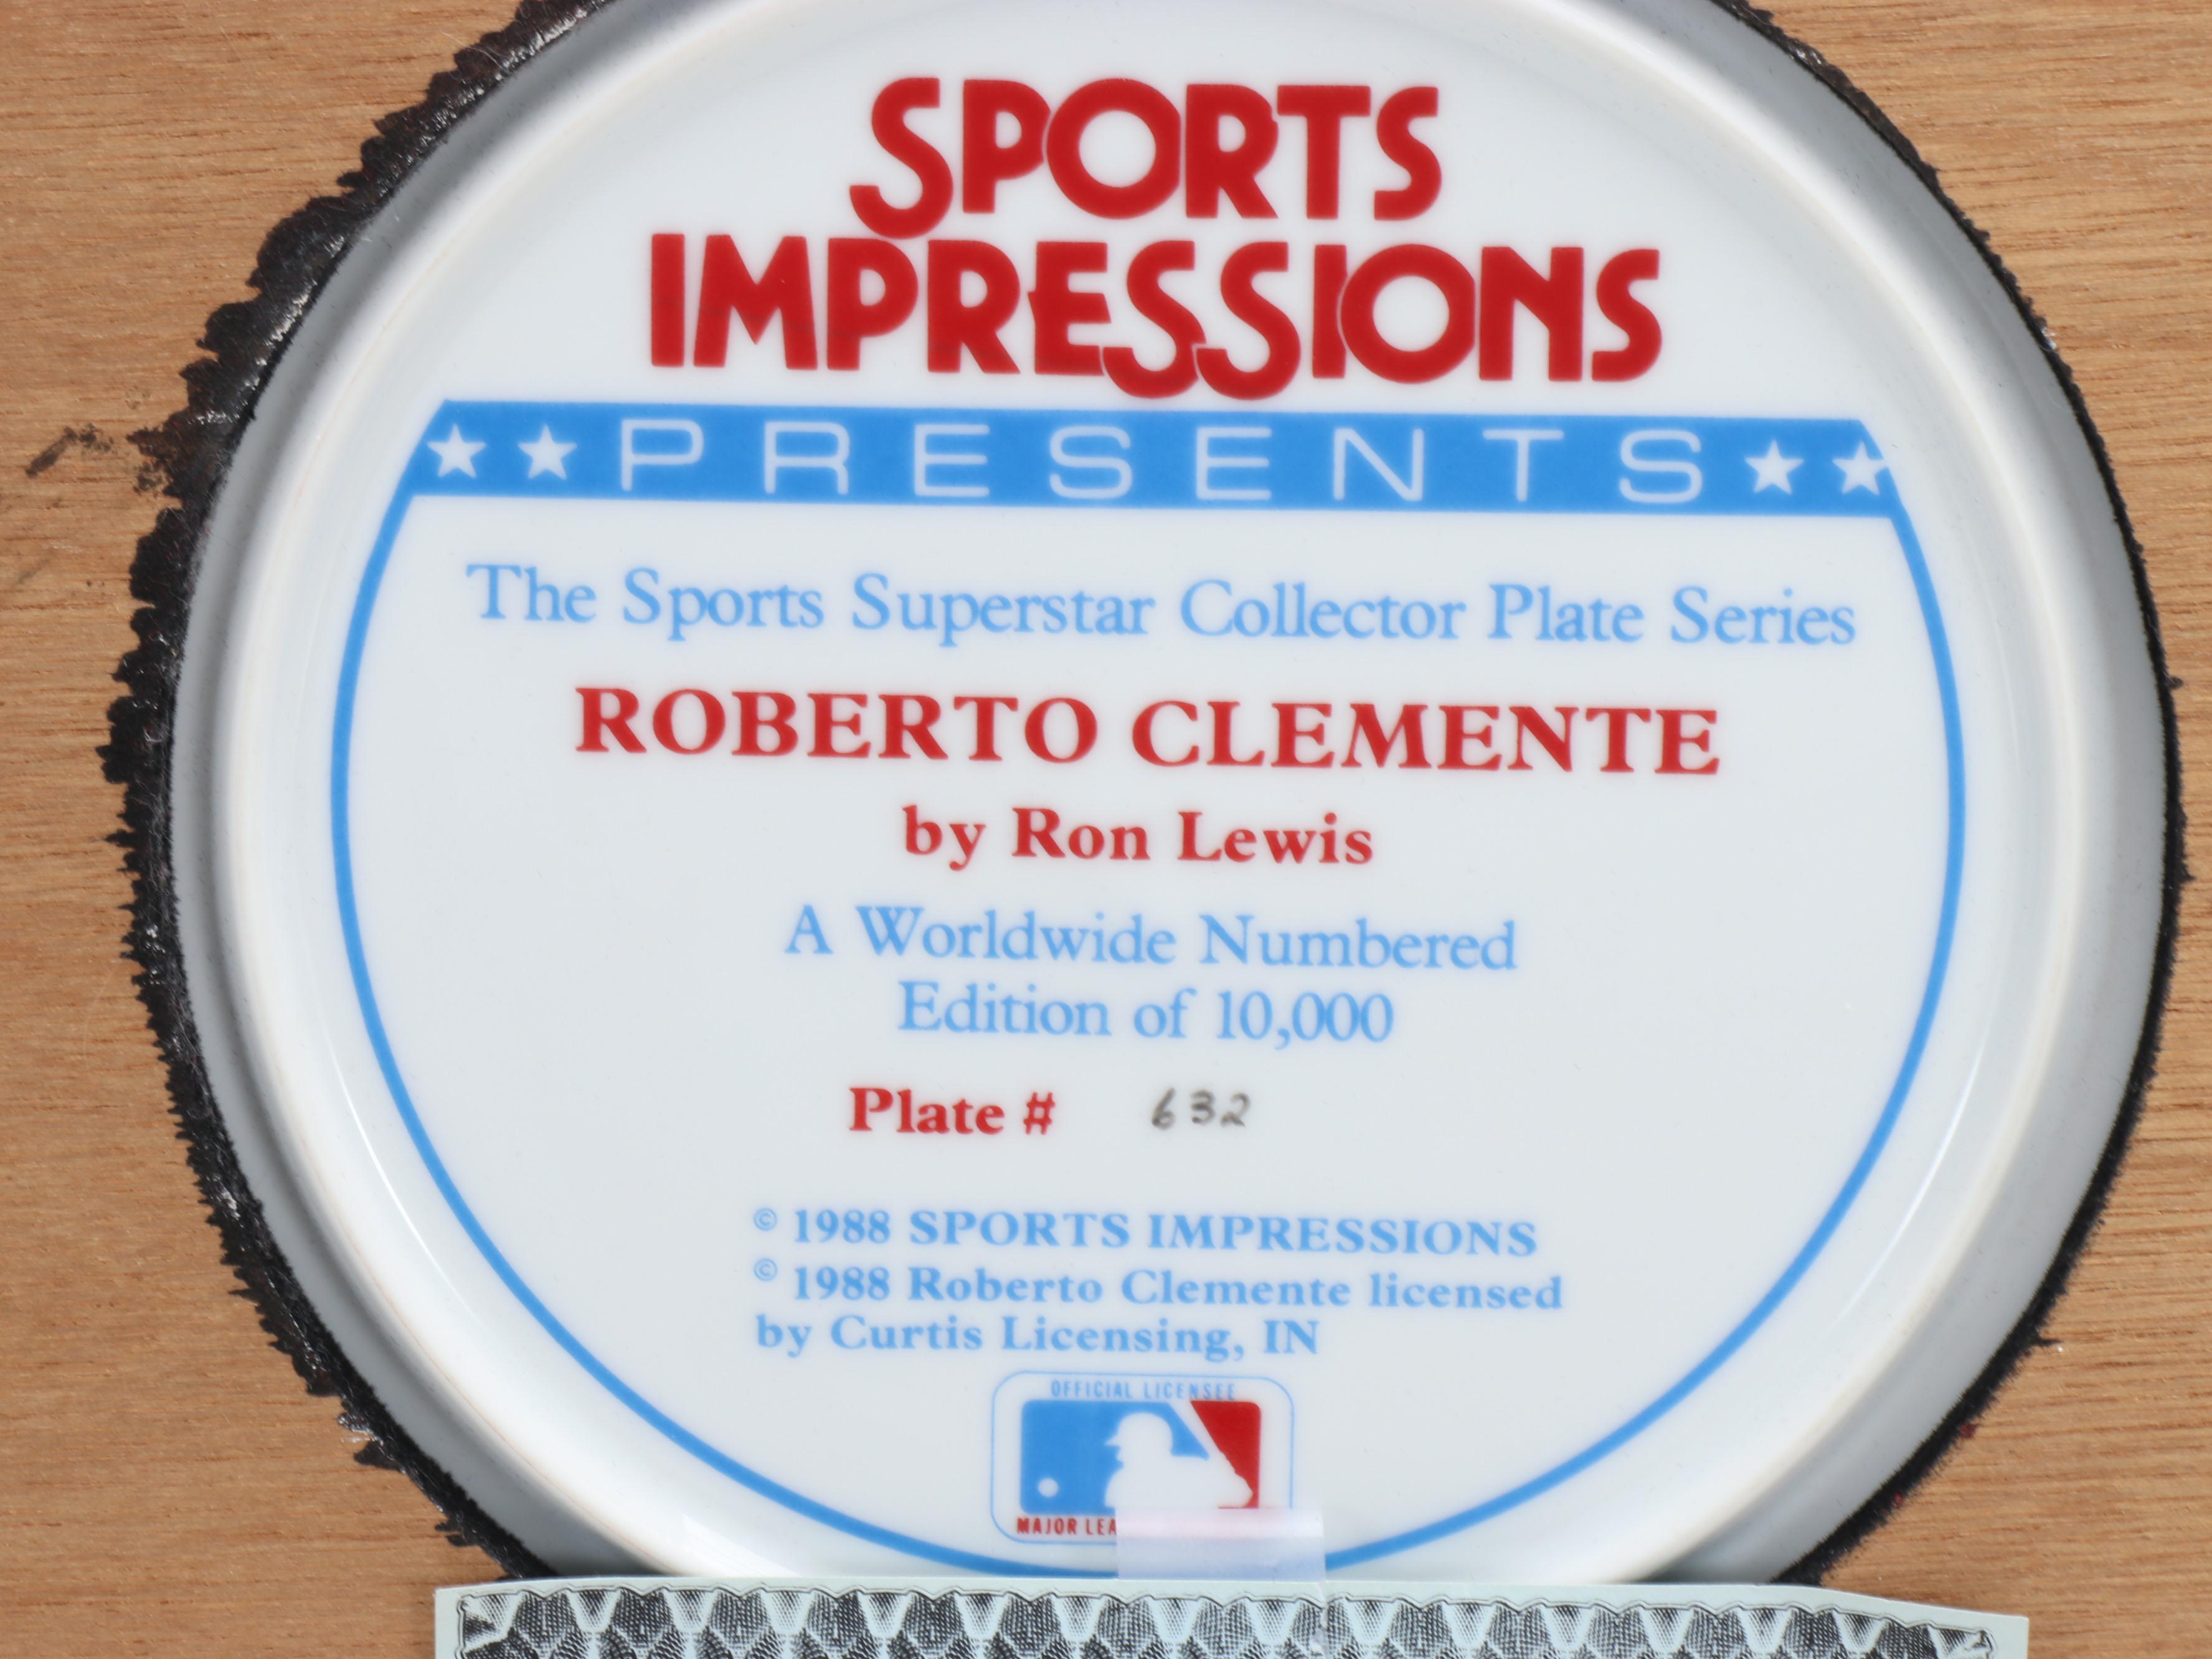 SPORTS
IMPRESSIONS
PRESENTS
The Sports Superstar Collector Plate Series
ROBERTO CLEMENTE
by Ron Lewis
A Worldwide Numbered
Edition of 10,000
Plate # 632
© 1988 SPORTS IMPRESSIONS
© 1988 Roberto Clemente licensed
by Curtis Licensing, IN
OFFICIAL LICENSEE
MAJOR